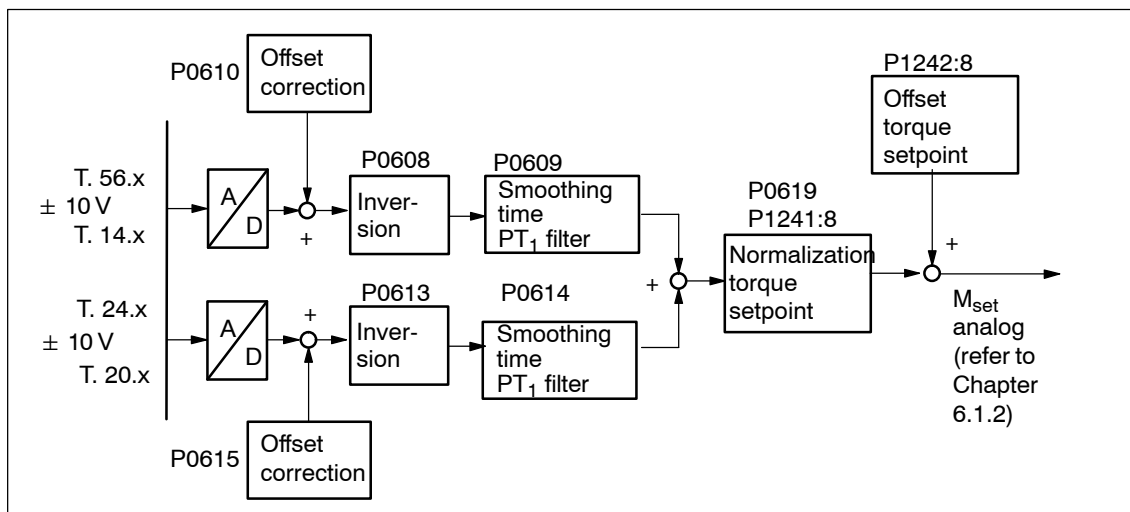 P0610
Offset
correction
P1242:8
Offset
torque
setpoint
T. 56.x
± 10 V
T. 14.x
A
D
+
P0608
Inver-
sion
P0609
Smoothing
time
PT1 filter
P0619
P1241:8
Normalization
torque
setpoint
+
+
T. 24.x
± 10 V
T. 20.x
A
D
+
P0613
Inver-
sion
P0614
Smoothing
time
PT1 filter
Mset
analog
(refer to
Chapter
6.1.2)
P0615
Offset
correction